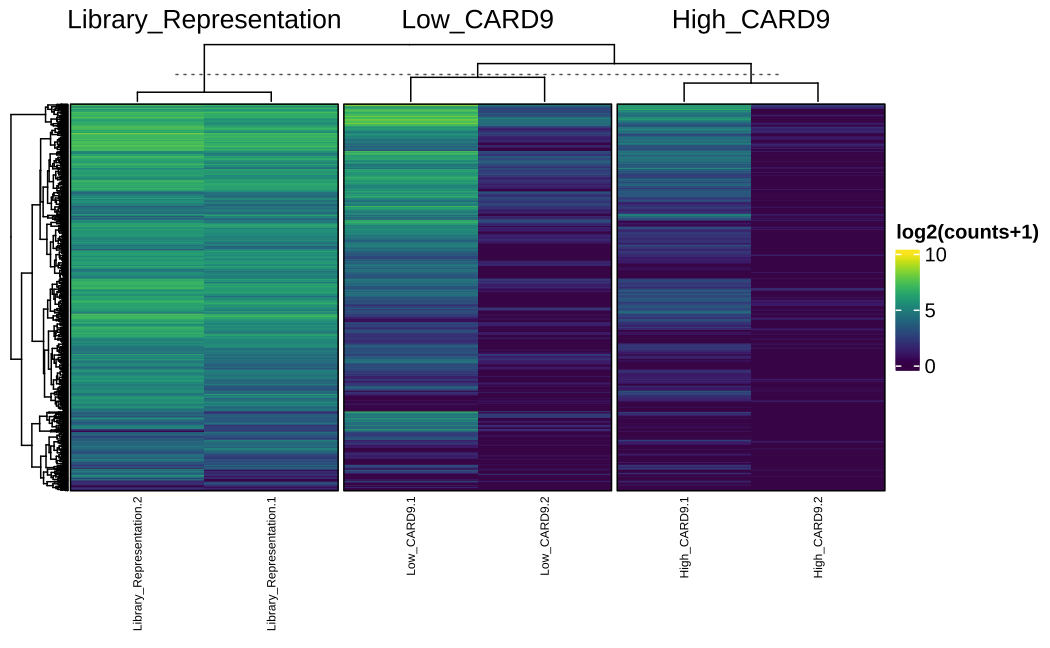 Library_Representation Low_CARD9 High_CARD9
log2(counts+1)
10
5
0
Library_Representation.2
Library_Representation.1
Low_CARD9.1
Low_CARD9.2
High_CARD9.1
High_CARD9.2